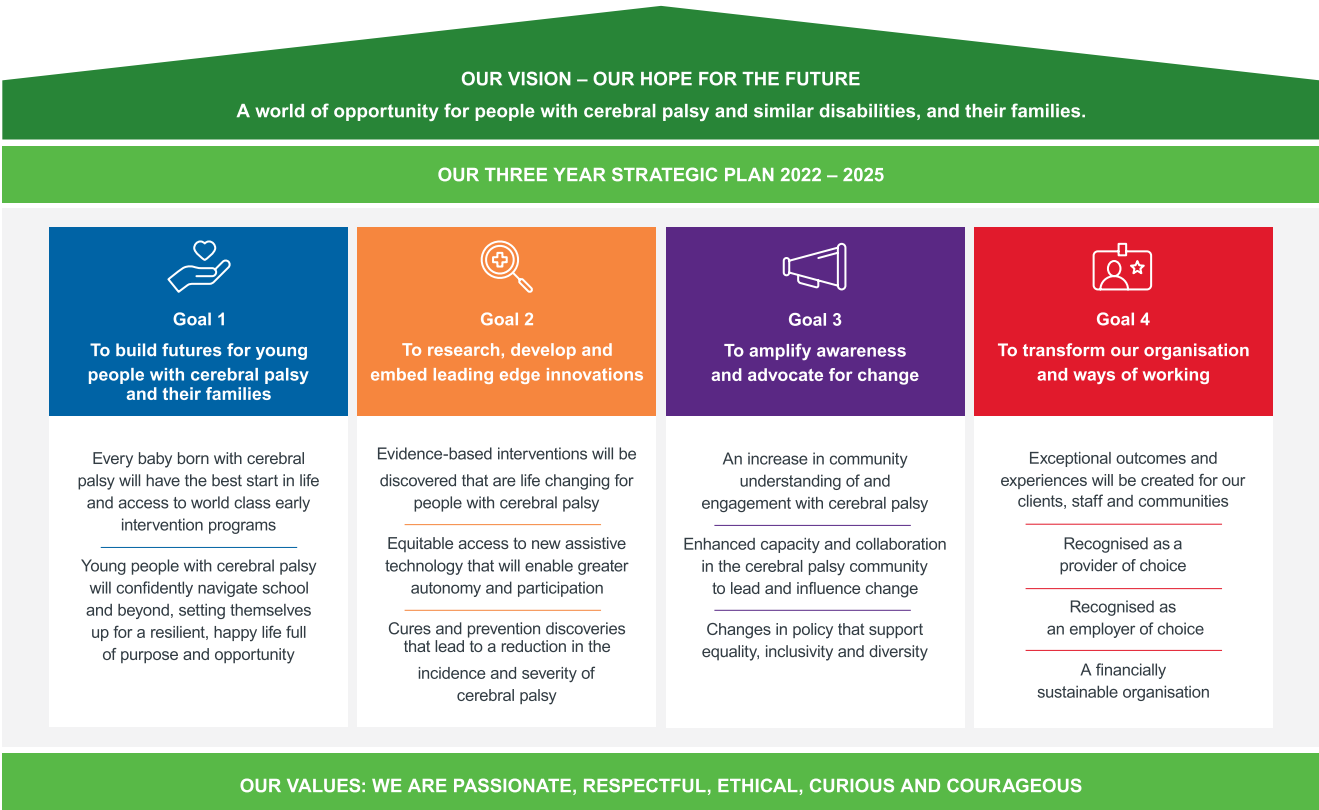 OUR VISION – OUR HOPE FOR THE FUTURE
A world of opportunity for people with cerebral palsy and similar disabilities, and their families.
OUR THREE YEAR STRATEGIC PLAN 2022 – 2025
Goal 1
To build futures for young
people with cerebral palsy
and their families
Every baby born with cerebral
palsy will have the best start in life
and access to world class early
intervention programs
Young people with cerebral palsy
will confidently navigate school
and beyond, setting themselves
up for a resilient, happy life full
of purpose and opportunity
Goal 2
To research, develop and
embed leading edge innovations
Evidence-based interventions will be
discovered that are life changing for
people with cerebral palsy
Equitable access to new assistive
technology that will enable greater
autonomy and participation
Cures and prevention discoveries
that lead to a reduction in the
incidence and severity of
cerebral palsy
Goal 3
To amplify awareness
and advocate for change
An increase in community
understanding of and
engagement with cerebral palsy
Enhanced capacity and collaboration
in the cerebral palsy community
to lead and influence change
Changes in policy that support
equality, inclusivity and diversity
Goal 4
To transform our organisation
and ways of working
Exceptional outcomes and
experiences will be created for our
clients, staff and communities
Recognised as a
provider of choice
Recognised as
an employer of choice
A financially
sustainable organisation
OUR VALUES: WE ARE PASSIONATE, RESPECTFUL, ETHICAL, CURIOUS AND COURAGEOUS